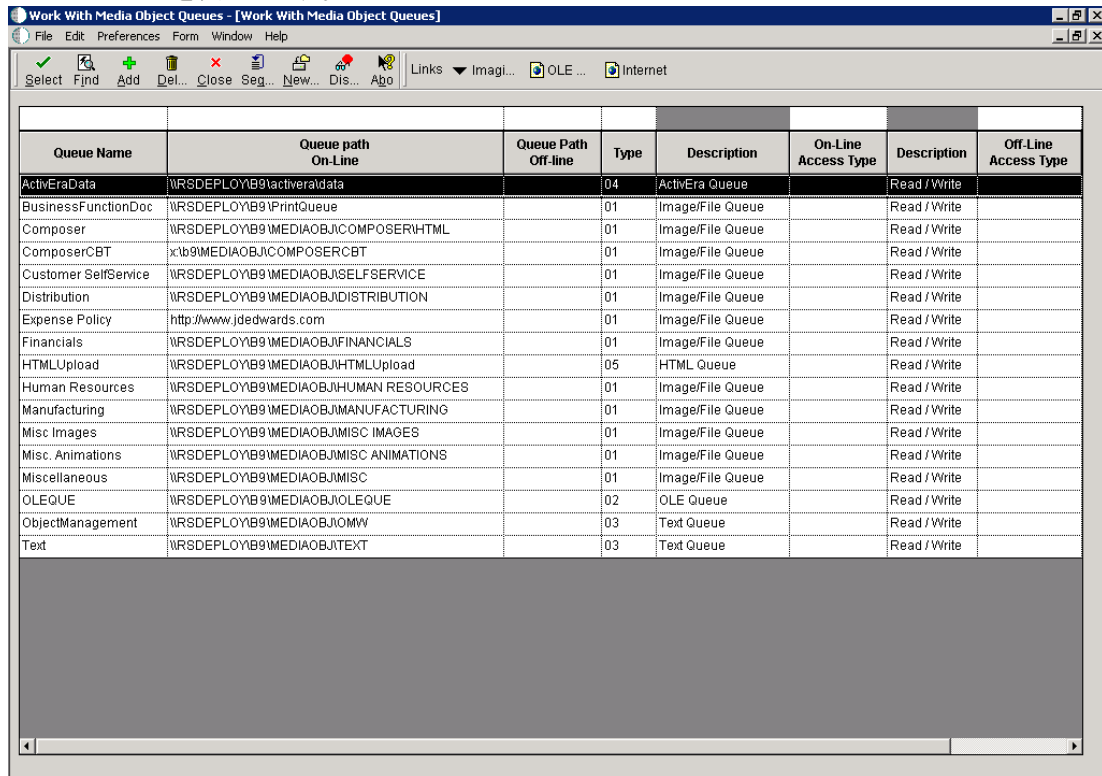 Work With Media Object Queues - [Work With Media Object Queues]
File Edit Preferences Form Window Help
Select Find Add Del... Close Seq... New... Dis... Abo Links Imagi... OLE ... Internet
Queue Name Queue path On-Line Queue Path Off-line Type Description On-Line Access Type Description Off-Line Access Type
ActivEraData \\RSDEPLOY\B9\activera\data 04 ActivEra Queue Read / Write
BusinessFunctionDoc \\RSDEPLOY\B9\PrintQueue 01 Image/File Queue Read / Write
Composer \\RSDEPLOY\B9\MEDIAOBJ\COMPOSER\HTML 01 Image/File Queue Read / Write
ComposerCBT x:\b9\MEDIAOBJ\COMPOSERCBT 01 Image/File Queue Read / Write
Customer SelfService \\RSDEPLOY\B9\MEDIAOBJ\SELFSERVICE 01 Image/File Queue Read / Write
Distribution \\RSDEPLOY\B9\MEDIAOBJ\DISTRIBUTION 01 Image/File Queue Read / Write
Expense Policy http://www.jdedwards.com 01 Image/File Queue Read / Write
Financials \\RSDEPLOY\B9\MEDIAOBJ\FINANCIALS 01 Image/File Queue Read / Write
HTMLUpload \\RSDEPLOY\B9\MEDIAOBJ\HTMLUpload 05 HTML Queue Read / Write
Human Resources \\RSDEPLOY\B9\MEDIAOBJ\HUMAN RESOURCES 01 Image/File Queue Read / Write
Manufacturing \\RSDEPLOY\B9\MEDIAOBJ\MANUFACTURING 01 Image/File Queue Read / Write
Misc Images \\RSDEPLOY\B9\MEDIAOBJ\MISC IMAGES 01 Image/File Queue Read / Write
Misc. Animations \\RSDEPLOY\B9\MEDIAOBJ\MISC ANIMATIONS 01 Image/File Queue Read / Write
Miscellaneous \\RSDEPLOY\B9\MEDIAOBJ\MISC 01 Image/File Queue Read / Write
OLEQUE \\RSDEPLOY\B9\MEDIAOBJ\OLEQUE 02 OLE Queue Read / Write
ObjectManagement \\RSDEPLOY\B9\MEDIAOBJ\OMW 03 Text Queue Read / Write
Text \\RSDEPLOY\B9\MEDIAOBJ\TEXT 03 Text Queue Read / Write